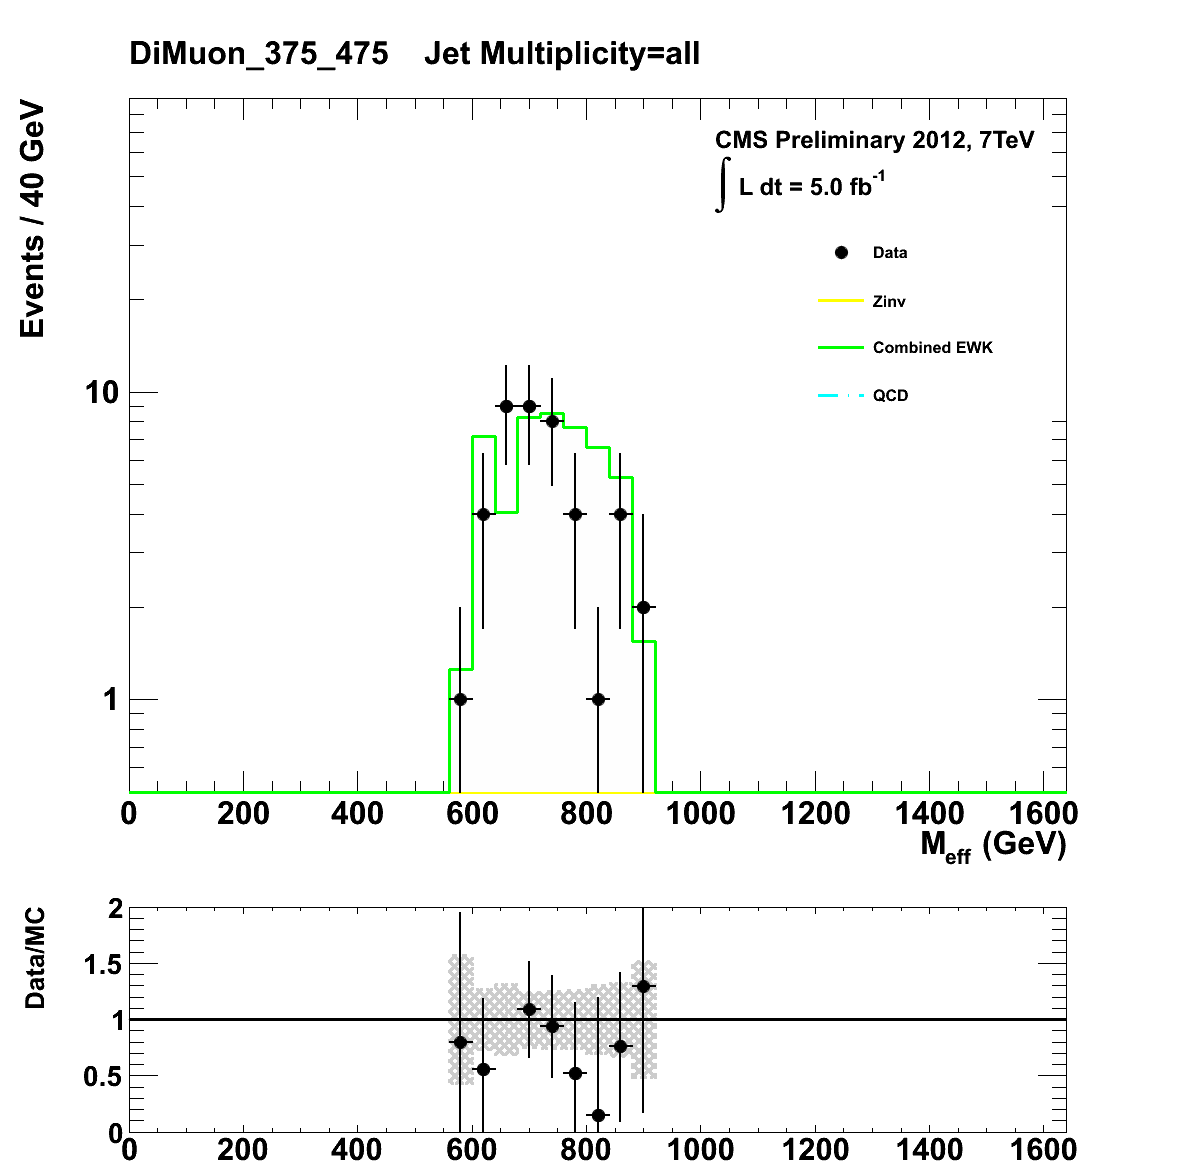 DiMuon_375_475 Jet Multiplicity=all
Events / 40 GeV
CMS Preliminary 2012, 7TeV
∫ L dt = 5.0 fb⁻¹
Data
Zinv
Combined EWK
QCD
10
1
0 200 400 600 800 1000 1200 1400 1600
M_eff (GeV)
Data/MC
2
1.5
1
0.5
0
0 200 400 600 800 1000 1200 1400 1600